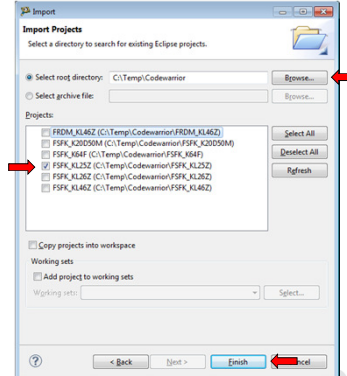 Import
Import Projects
Select a directory to search for existing Eclipse projects.
Select root directory: C:\Temp\Codewarrior Browse...
Select archive file: Browse...
Projects:
FRDM_KL46Z (C:\Temp\Codewarrior\FRDM_KL46Z)
FSFK_K20D50M (C:\Temp\Codewarrior\FSFK_K20D50M)
FSFK_K64F (C:\Temp\Codewarrior\FSFK_K64F)
FSFK_KL25Z (C:\Temp\Codewarrior\FSFK_KL25Z)
FSFK_KL26Z (C:\Temp\Codewarrior\FSFK_KL26Z)
FSFK_KL46Z (C:\Temp\Codewarrior\FSFK_KL46Z)
Select All
Deselect All
Refresh
Copy projects into workspace
Working sets
Add project to working sets
Working sets: Select...
? < Back Next > Finish cel